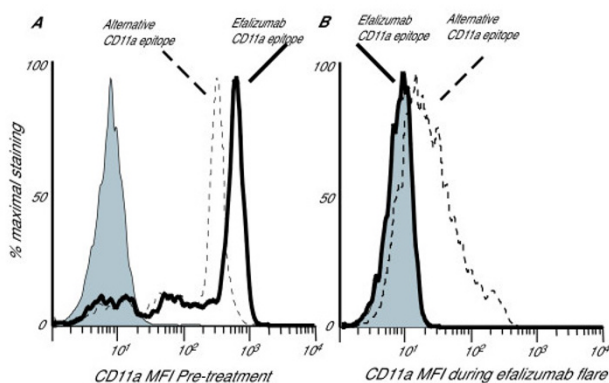 A
Alternative
CD11a epitope
Efalizumab
CD11a epitope
B
Efalizumab
CD11a epitope
Alternative
CD11a epitope
% maximal staining
100
50
0
10¹ 10² 10³ 10⁴
CD11a MFI Pre-treatment
100
50
0
10¹ 10² 10³ 10⁴
CD11a MFI during efalizumab flare